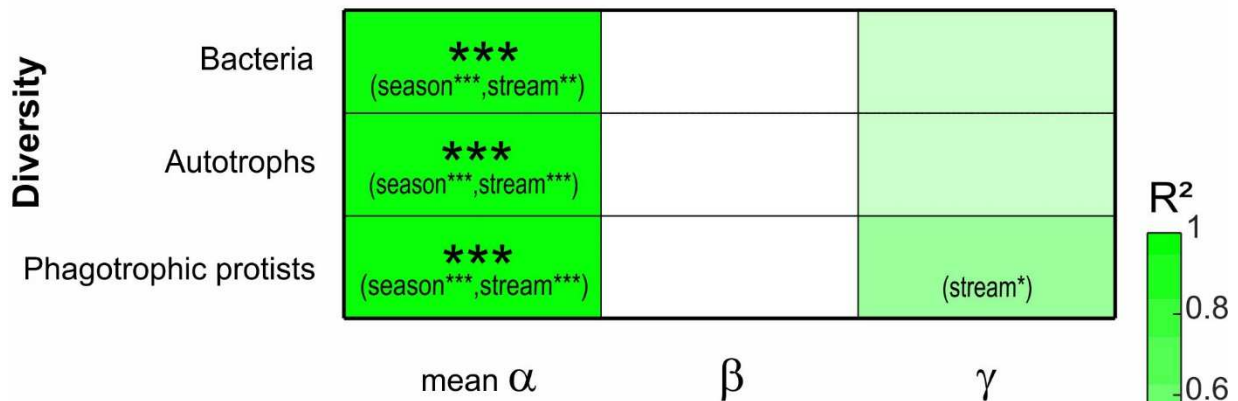 Diversity
Bacteria
***
(season***,stream**)
Autotrophs
***
(season***,stream***)
Phagotrophic protists
***
(season***,stream***)
(stream*)
mean α
β
γ
R²
1
0.8
0.6